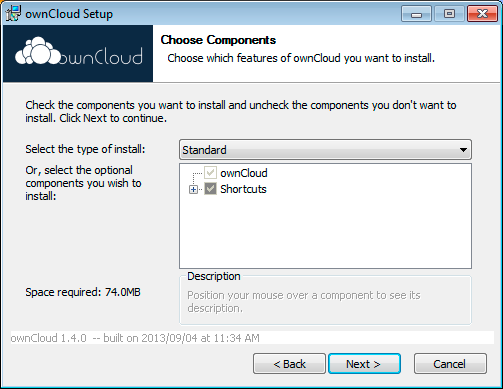 ownCloud Setup
ownCloud
Choose Components
Choose which features of ownCloud you want to install.
Check the components you want to install and uncheck the components you don't want to
install. Click Next to continue.
Select the type of install:
Standard
Or, select the optional
components you wish to
install:
ownCloud
Shortcuts
Description
Position your mouse over a component to see its
description.
Space required: 74.0MB
ownCloud 1.4.0 -- built on 2013/09/04 at 11:34 AM
< Back
Next >
Cancel